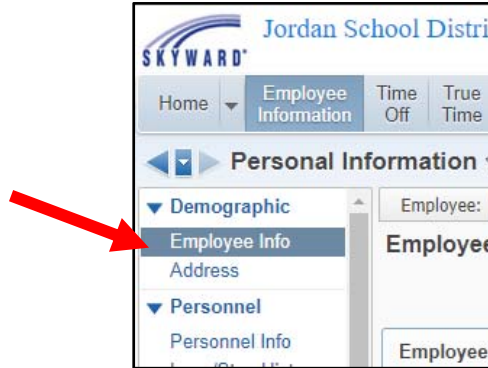 Jordan School Distri
SKYWARD
Home Employee Information Time Off True Time
Personal Information
Demographic Employee:
Employee Info Employee
Address
Personnel
Personnel Info
Employee